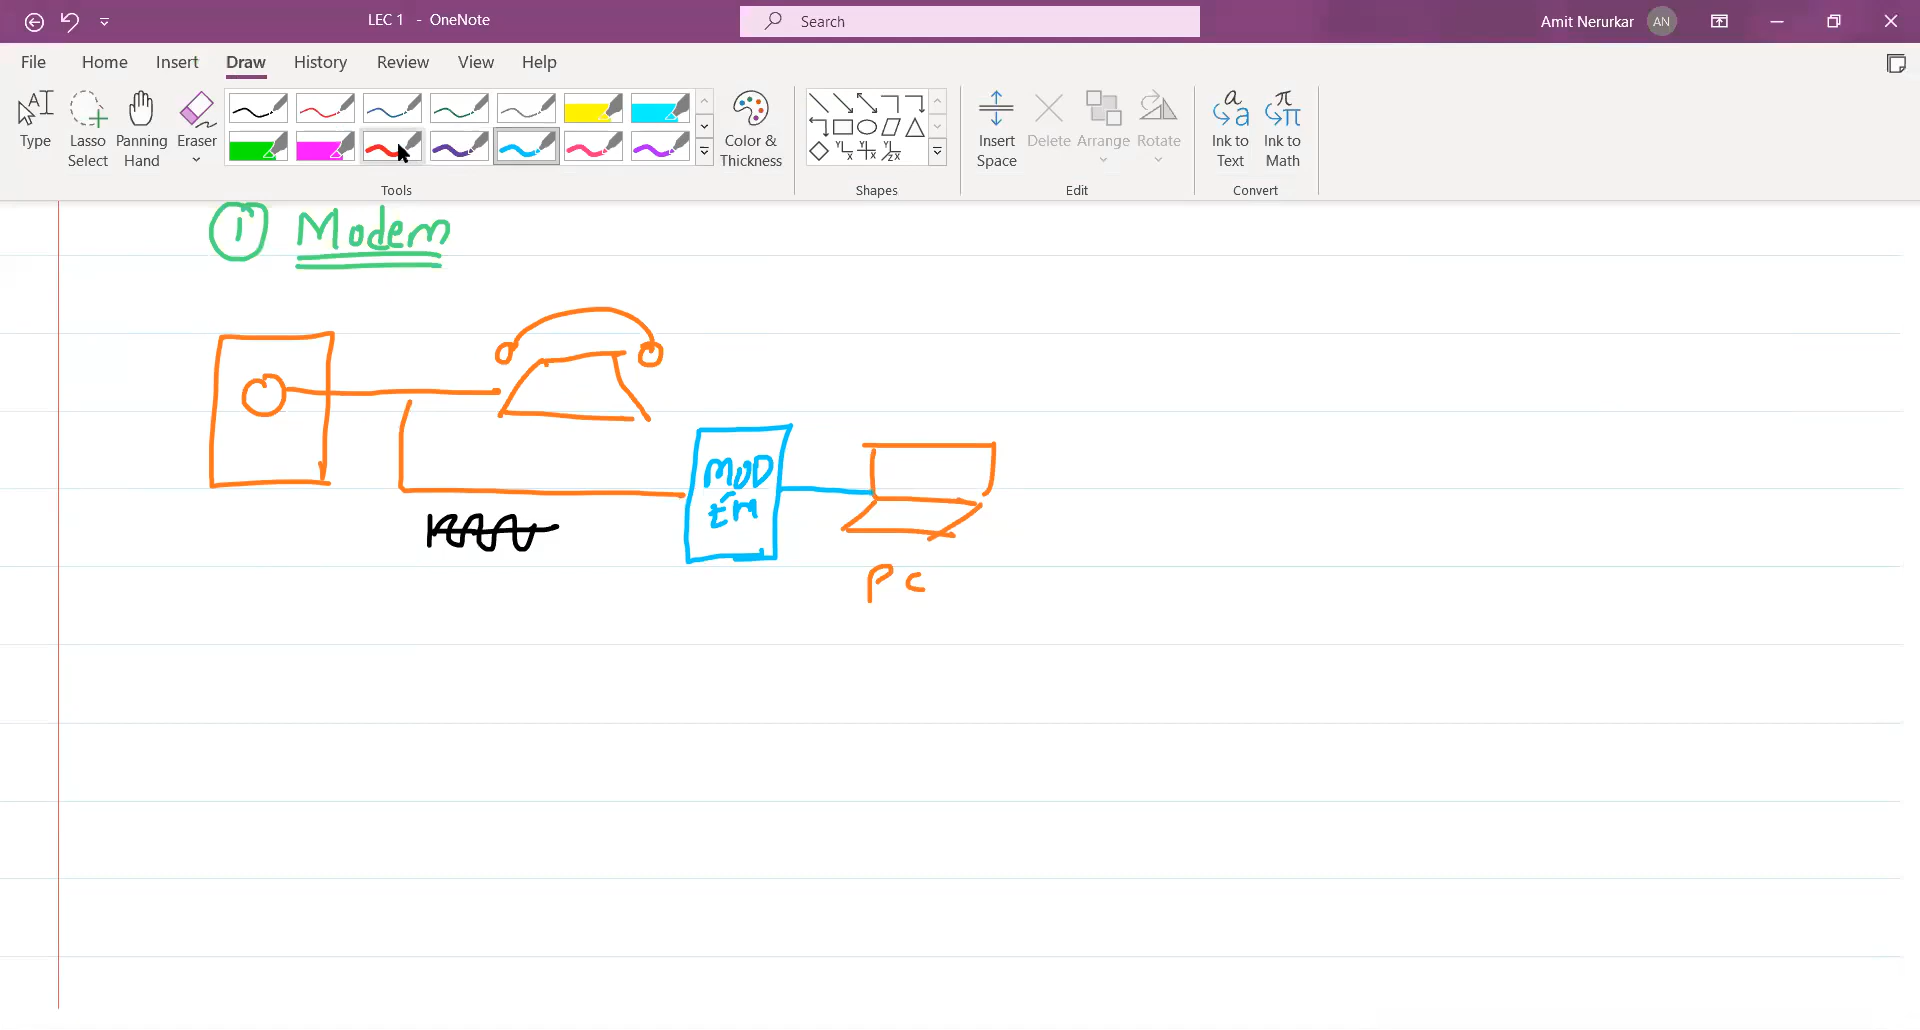 LEC 1 - OneNote
Search
Amit Nerurkar
AN
File Home Insert Draw History Review View Help
Type
Lasso Select
Panning Hand
Eraser
Color & Thickness
Insert Space
Delete
Arrange
Rotate
Ink to Text
Ink to Math
Tools
Shapes
Edit
Convert
1 Modem
MOD
EM
PC